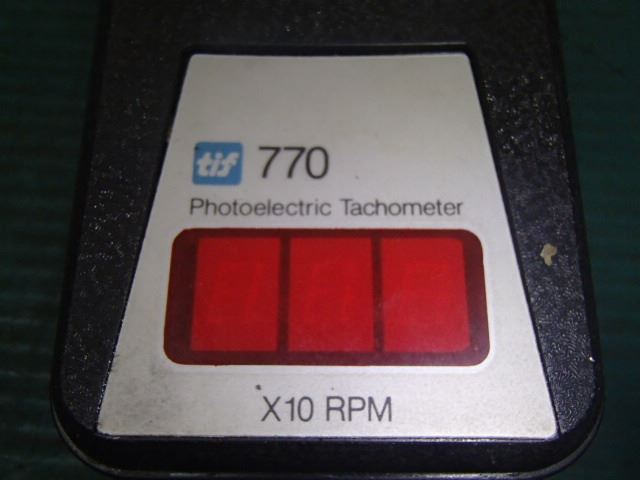 tif 770
Photoelectric Tachometer
X10 RPM